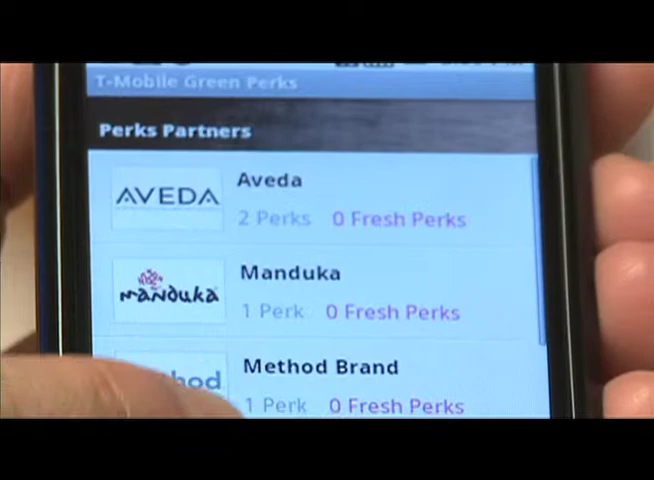 T-Mobile Green Perks
Perks Partners
AVEDA
Aveda
2 Perks 0 Fresh Perks
manduka
Manduka
1 Perk 0 Fresh Perks
Method Brand
1 Perk 0 Fresh Perks